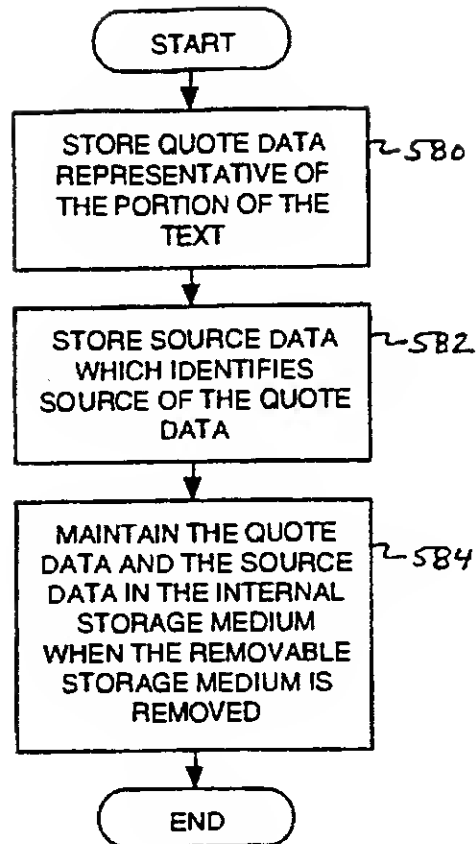 START
STORE QUOTE DATA
REPRESENTATIVE OF
THE PORTION OF THE
TEXT
580
STORE SOURCE DATA
WHICH IDENTIFIES
SOURCE OF THE QUOTE
DATA
582
MAINTAIN THE QUOTE
DATA AND THE SOURCE
DATA IN THE INTERNAL
STORAGE MEDIUM
WHEN THE REMOVABLE
STORAGE MEDIUM IS
REMOVED
584
END